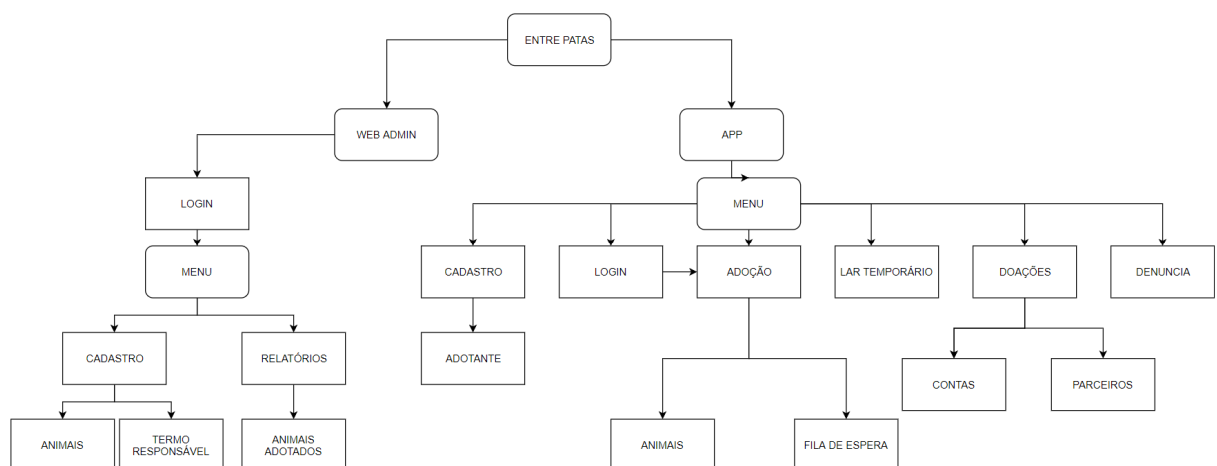 ENTRE PATAS
WEB ADMIN
APP
LOGIN
MENU
MENU
CADASTRO
LOGIN
ADOÇÃO
LAR TEMPORÁRIO
DOAÇÕES
DENUNCIA
CADASTRO
RELATÓRIOS
ADOTANTE
CONTAS
PARCEIROS
ANIMAIS
TERMO
RESPONSÁVEL
ANIMAIS
ADOTADOS
ANIMAIS
FILA DE ESPERA